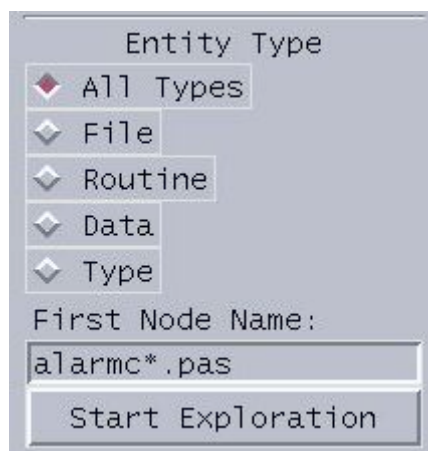 Entity Type
All Types
File
Routine
Data
Type
First Node Name:
alarmc*.pas
Start Exploration